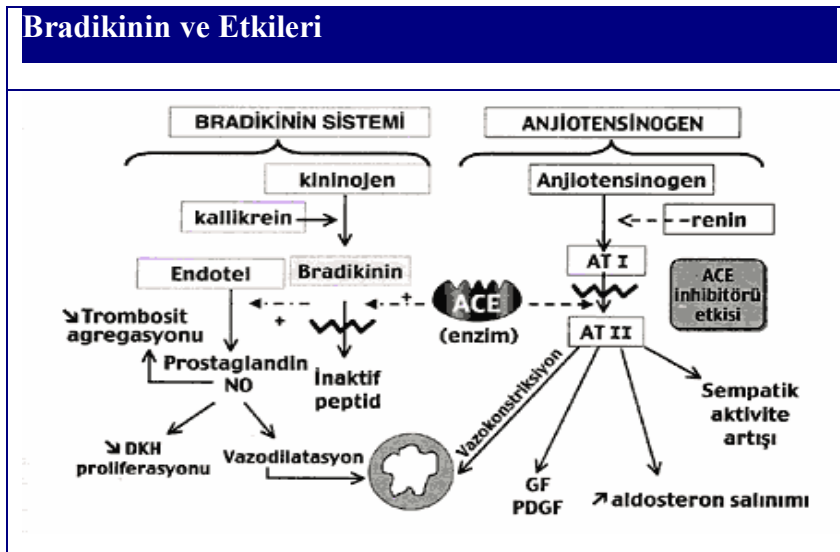 Bradikinin ve Etkileri
BRADİKİNİN SİSTEMİ
ANJİOTENSİNOGEN
kininojen
Anjiotensinogen
kallikrein
renin
Endotel
Bradikinin
AT I
ACE
inhibitörü
etkisi
+
+
ACE
(enzim)
AT II
↘Trombosit
agregasyonu
Prostaglandin
NO
İnaktif
peptid
Vazokonstriksiyon
Sempatik
aktivite
artışı
↘DKH
proliferasyonu
Vazodilatasyon
GF
PDGF
↗aldosteron salınımı